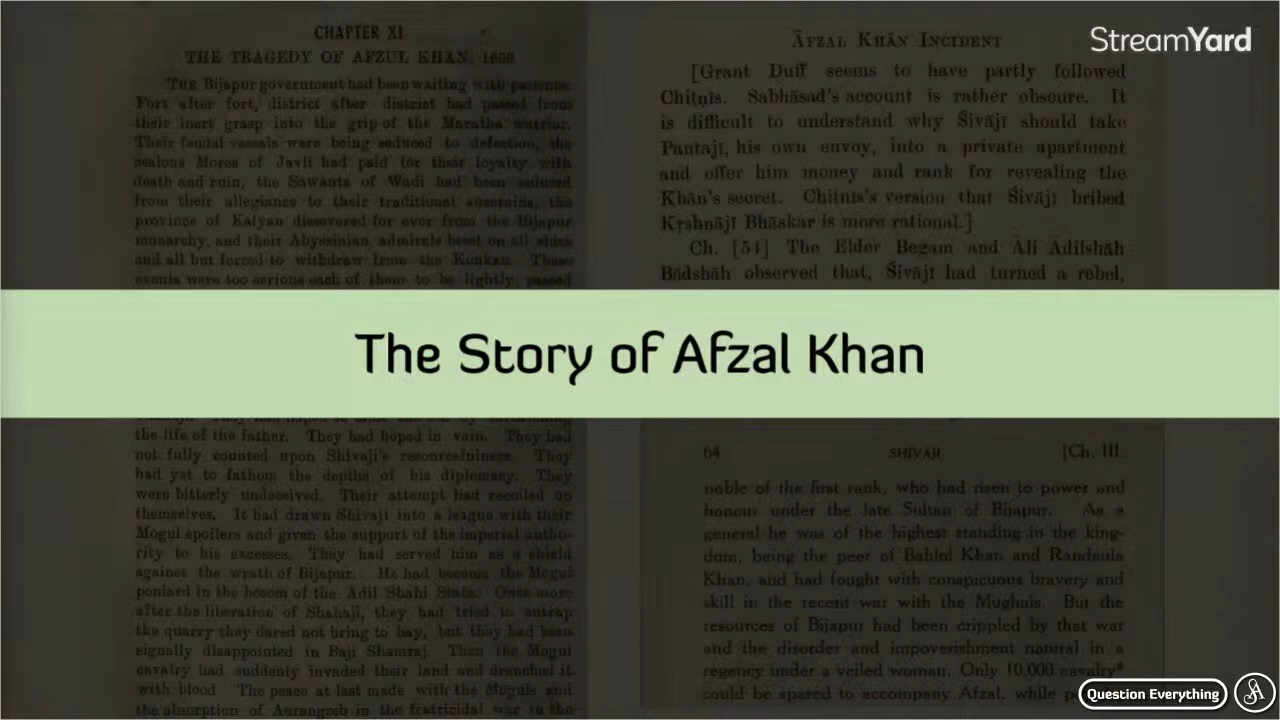 CHAPTER XI
THE TRAGEDY OF AFZUL KHAN, 
THE Bijapur government had been waiting with patience.
Fort after fort, district after district had passed from
their inert grasp into the grip of the Maratha warrior.
Their feudal vassals were being seduced to defection, the
zealous Mores of Javli had paid for their loyalty with
death and ruin, the Sawants of Wadi had been seduced
from their allegiance to their traditional suzerains, the
province of Kalyan dissevered for ever from the Bijapur
monarchy, and their Abyssinian admirals beset on all sides
and all but forced to withdraw from the Konkan. These
events were too serious each of them to be lightly passed
ĀFZAL KHĀN INCIDENT
[Grant Duff seems to have partly followed
Chiṭṇīs. Sabhāsad's account is rather obscure. It
is difficult to understand why Śivājī should take
Pantajī, his own envoy, into a private apartment
and offer him money and rank for revealing the
Khān's secret. Chiṭnis's version that Śivājī bribed
Kṛshnājī Bhāskar is more rational.]
Ch. [51] The Elder Begam and Āli Ādilshāh
Bādshāh observed that, Śivājī had turned a rebel,
StreamYard
The Story of Afzal Khan
the life of the father. They had hoped in vain. They had
not fully counted upon Shivaji's resourcefulness. They
had yet to fathom the depths of his diplomacy. They
were bitterly undeceived. Their attempt had recoiled on
themselves. It had drawn Shivaji into a league with their
Mogul spoilers and given the support of the imperial autho-
rity to his excesses. They had served him as a shield
against the wrath of Bijapur. He had become the Mogul
poniard in the bosom of the Adil Shahi State. Once more
after the liberation of Shahaji, they had tried to entrap
the quarry they dared not bring to bay, but they had been
signally disappointed in Baji Shamraj. Then the Mogul
cavalry had suddenly invaded their land and drenched it
with blood The peace at last made with the Moguls and
the absorption of Aurangzeb in the fratricidal war in the
64 SHIVAJI [Ch. III
noble of the first rank, who had risen to power and
honour under the late Sultan of Bijapur. As a
general he was of the highest standing in the king-
dom, being the peer of Bahlol Khan and Randaula
Khan, and had fought with conspicuous bravery and
skill in the recent war with the Mughals. But the
resources of Bijapur had been crippled by that war
and the disorder and impoverishment natural in a
regency under a veiled woman. Only 10,000 cavalry*
could be spared to accompany Afzal, while
Question Everything